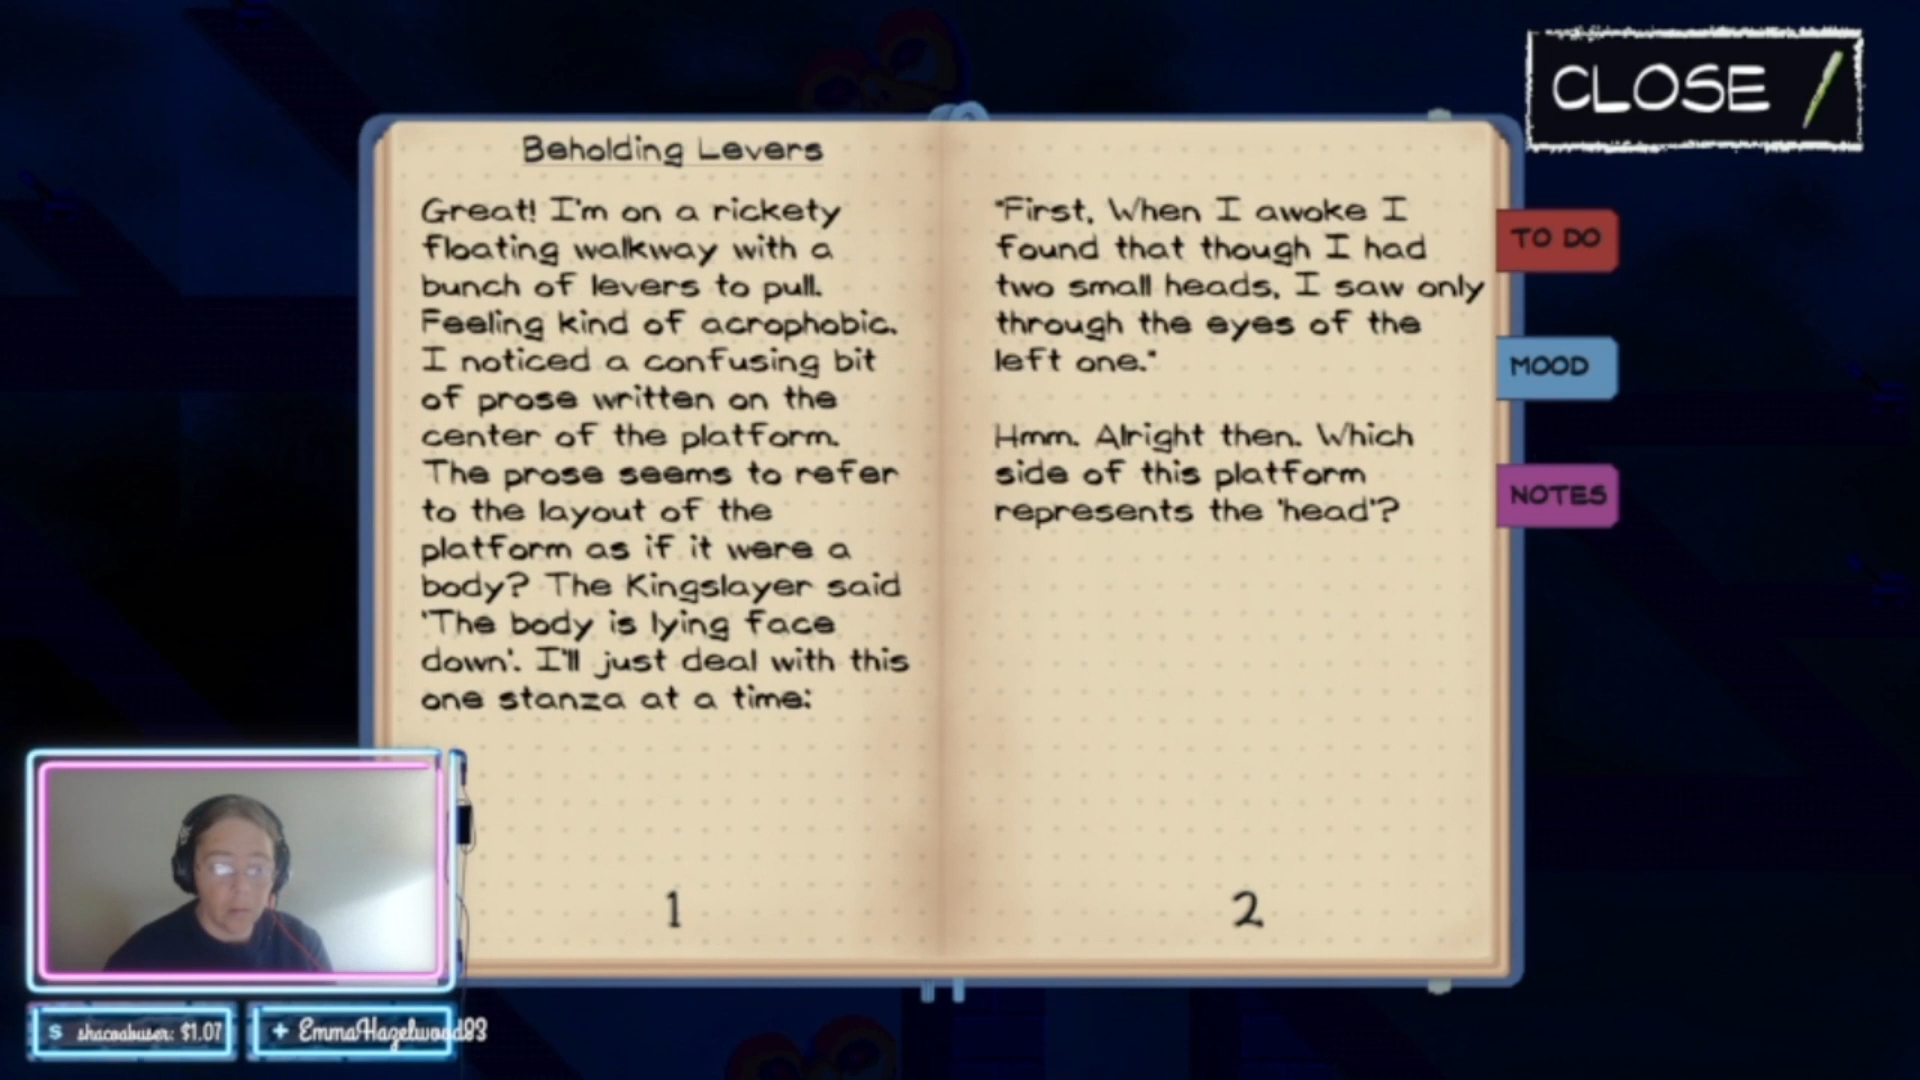 CLOSE
Beholding Levers
Great! I'm on a rickety
floating walkway with a
bunch of levers to pull.
Feeling kind of acrophobic.
I noticed a confusing bit
of prose written on the
center of the platform.
The prose seems to refer
to the layout of the
platform as if it were a
body? The Kingslayer said
'The body is lying face
down'. I'll just deal with this
one stanza at a time:
1
"First, When I awoke I
found that though I had
two small heads, I saw only
through the eyes of the
left one."
Hmm. Alright then. Which
side of this platform
represents the 'head'?
2
TO DO
MOOD
NOTES
S shacoabuser: $1.07
+ EmmaHazelwood83